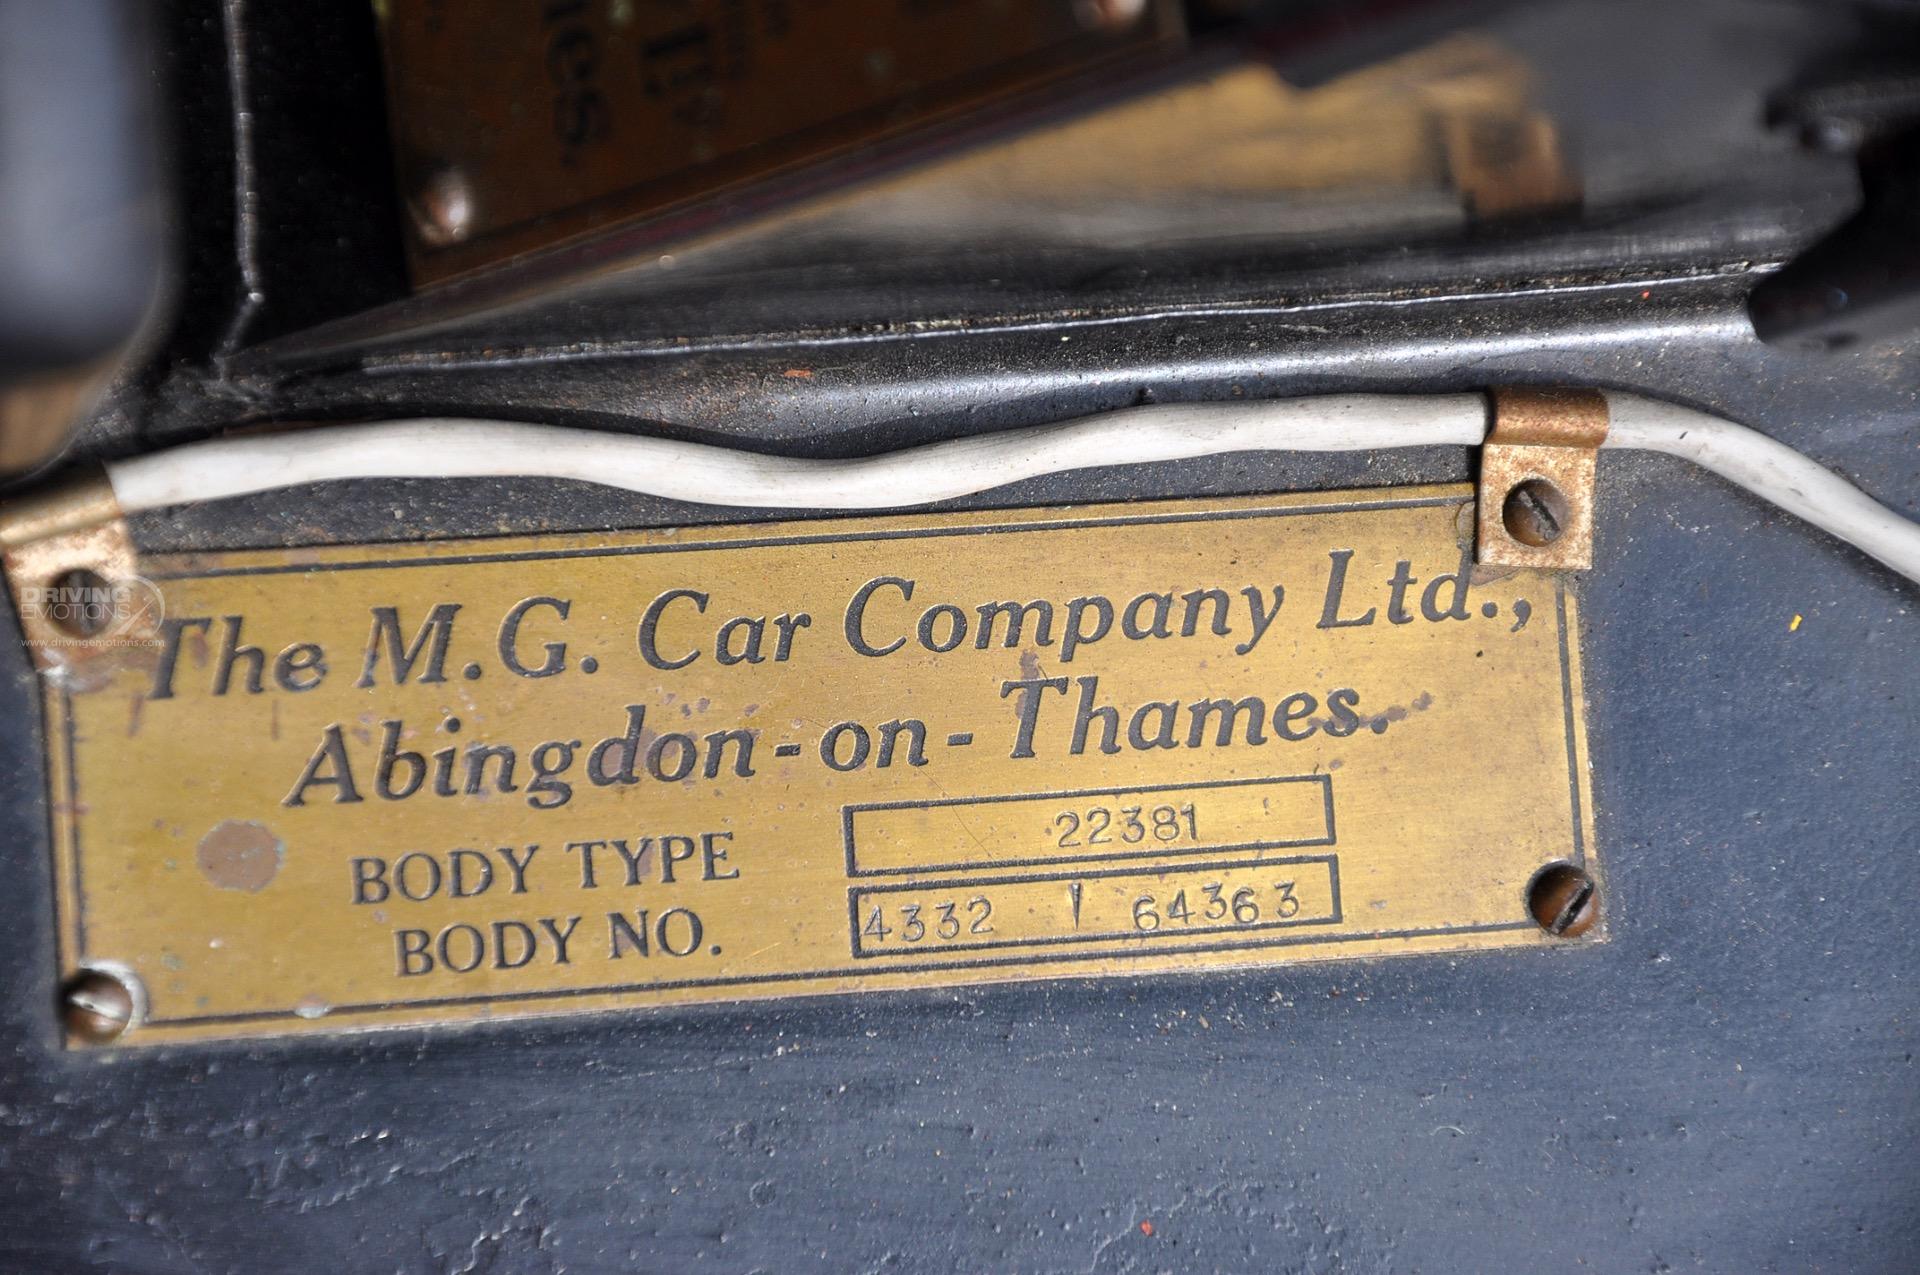 DRIVING
EMOTIONS
www.drivingemotions.com
The M.G. Car Company Ltd.,
Abingdon-on-Thames.
BODY TYPE 22381
BODY NO. 4332 / 64363